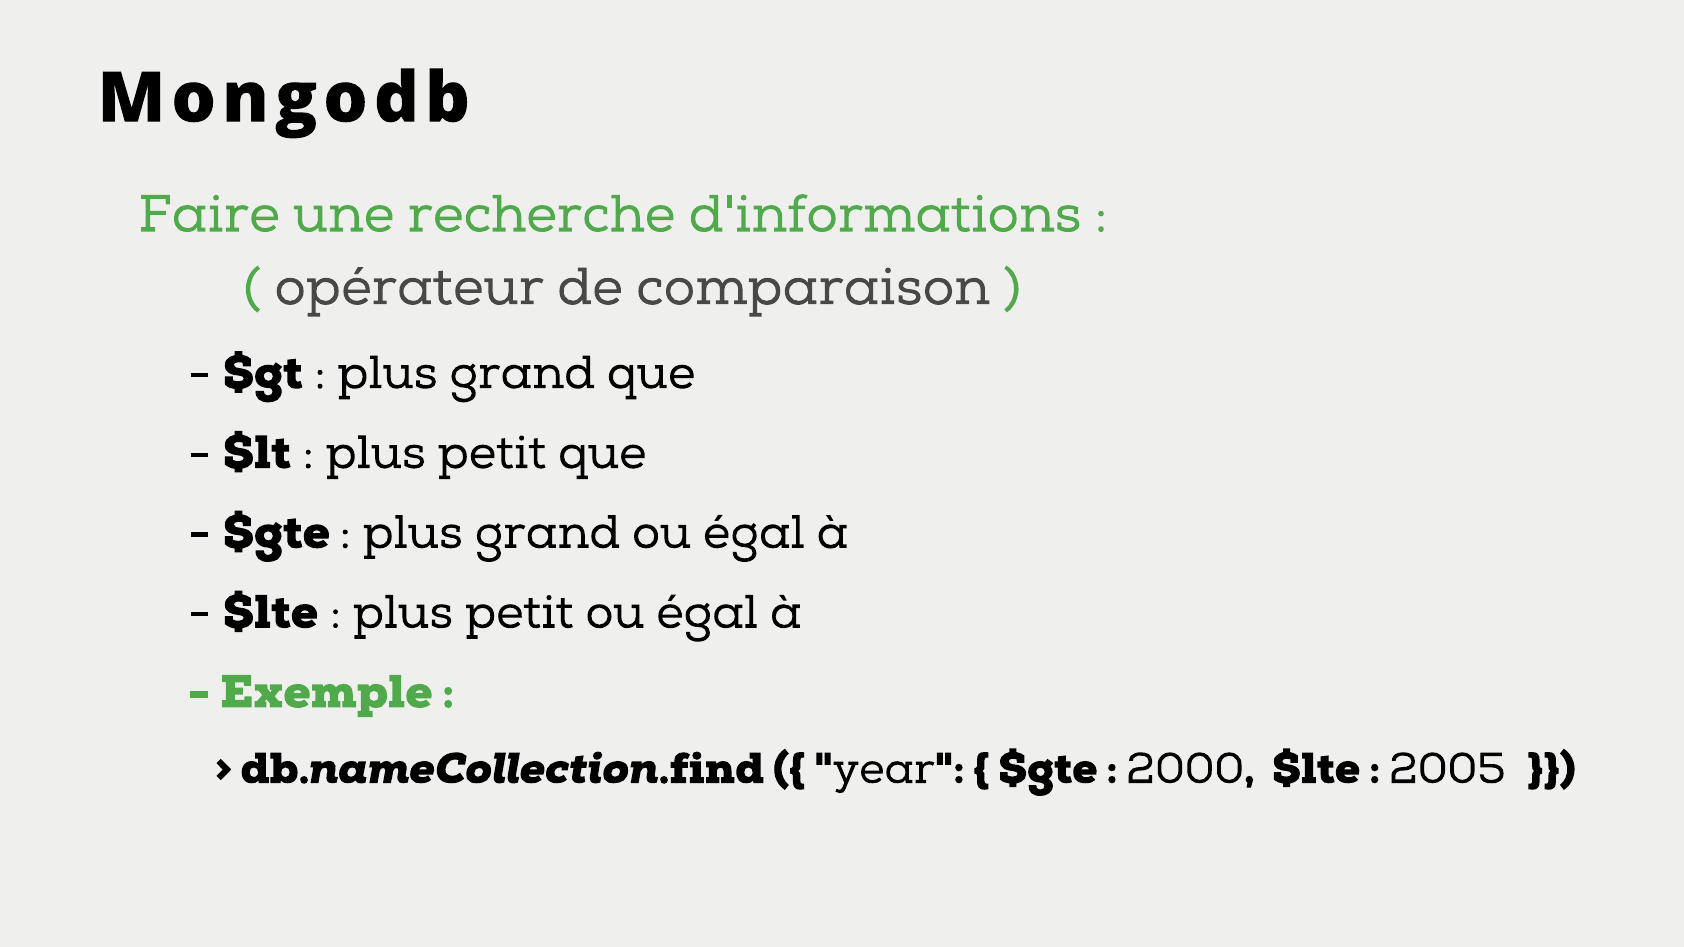 Mongodb
Faire une recherche d'informations :
( opérateur de comparaison )
- $gt : plus grand que
- $lt : plus petit que
- $gte : plus grand ou égal à
- $lte : plus petit ou égal à
- Exemple :
> db.nameCollection.find ({ "year": { $gte : 2000, $lte : 2005 }})